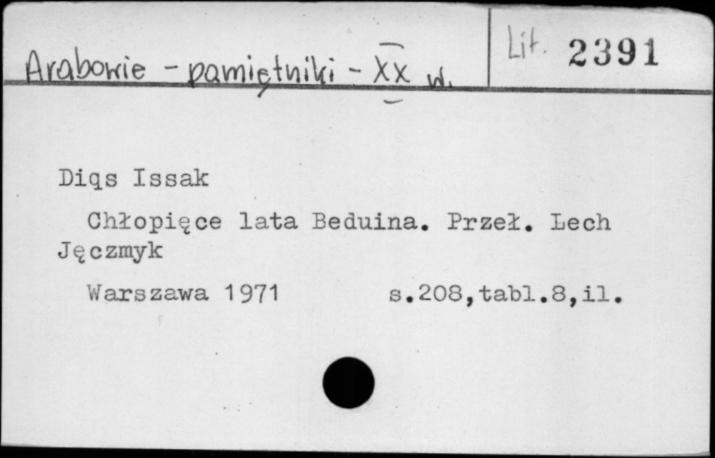 Arabowie - pamiętniki - XX w.
Lit. 2391
Diqs Issak
Chłopięce lata Beduina. Przeł. Lech
Jęczmyk
Warszawa 1971 s.208,tabl.8,il.